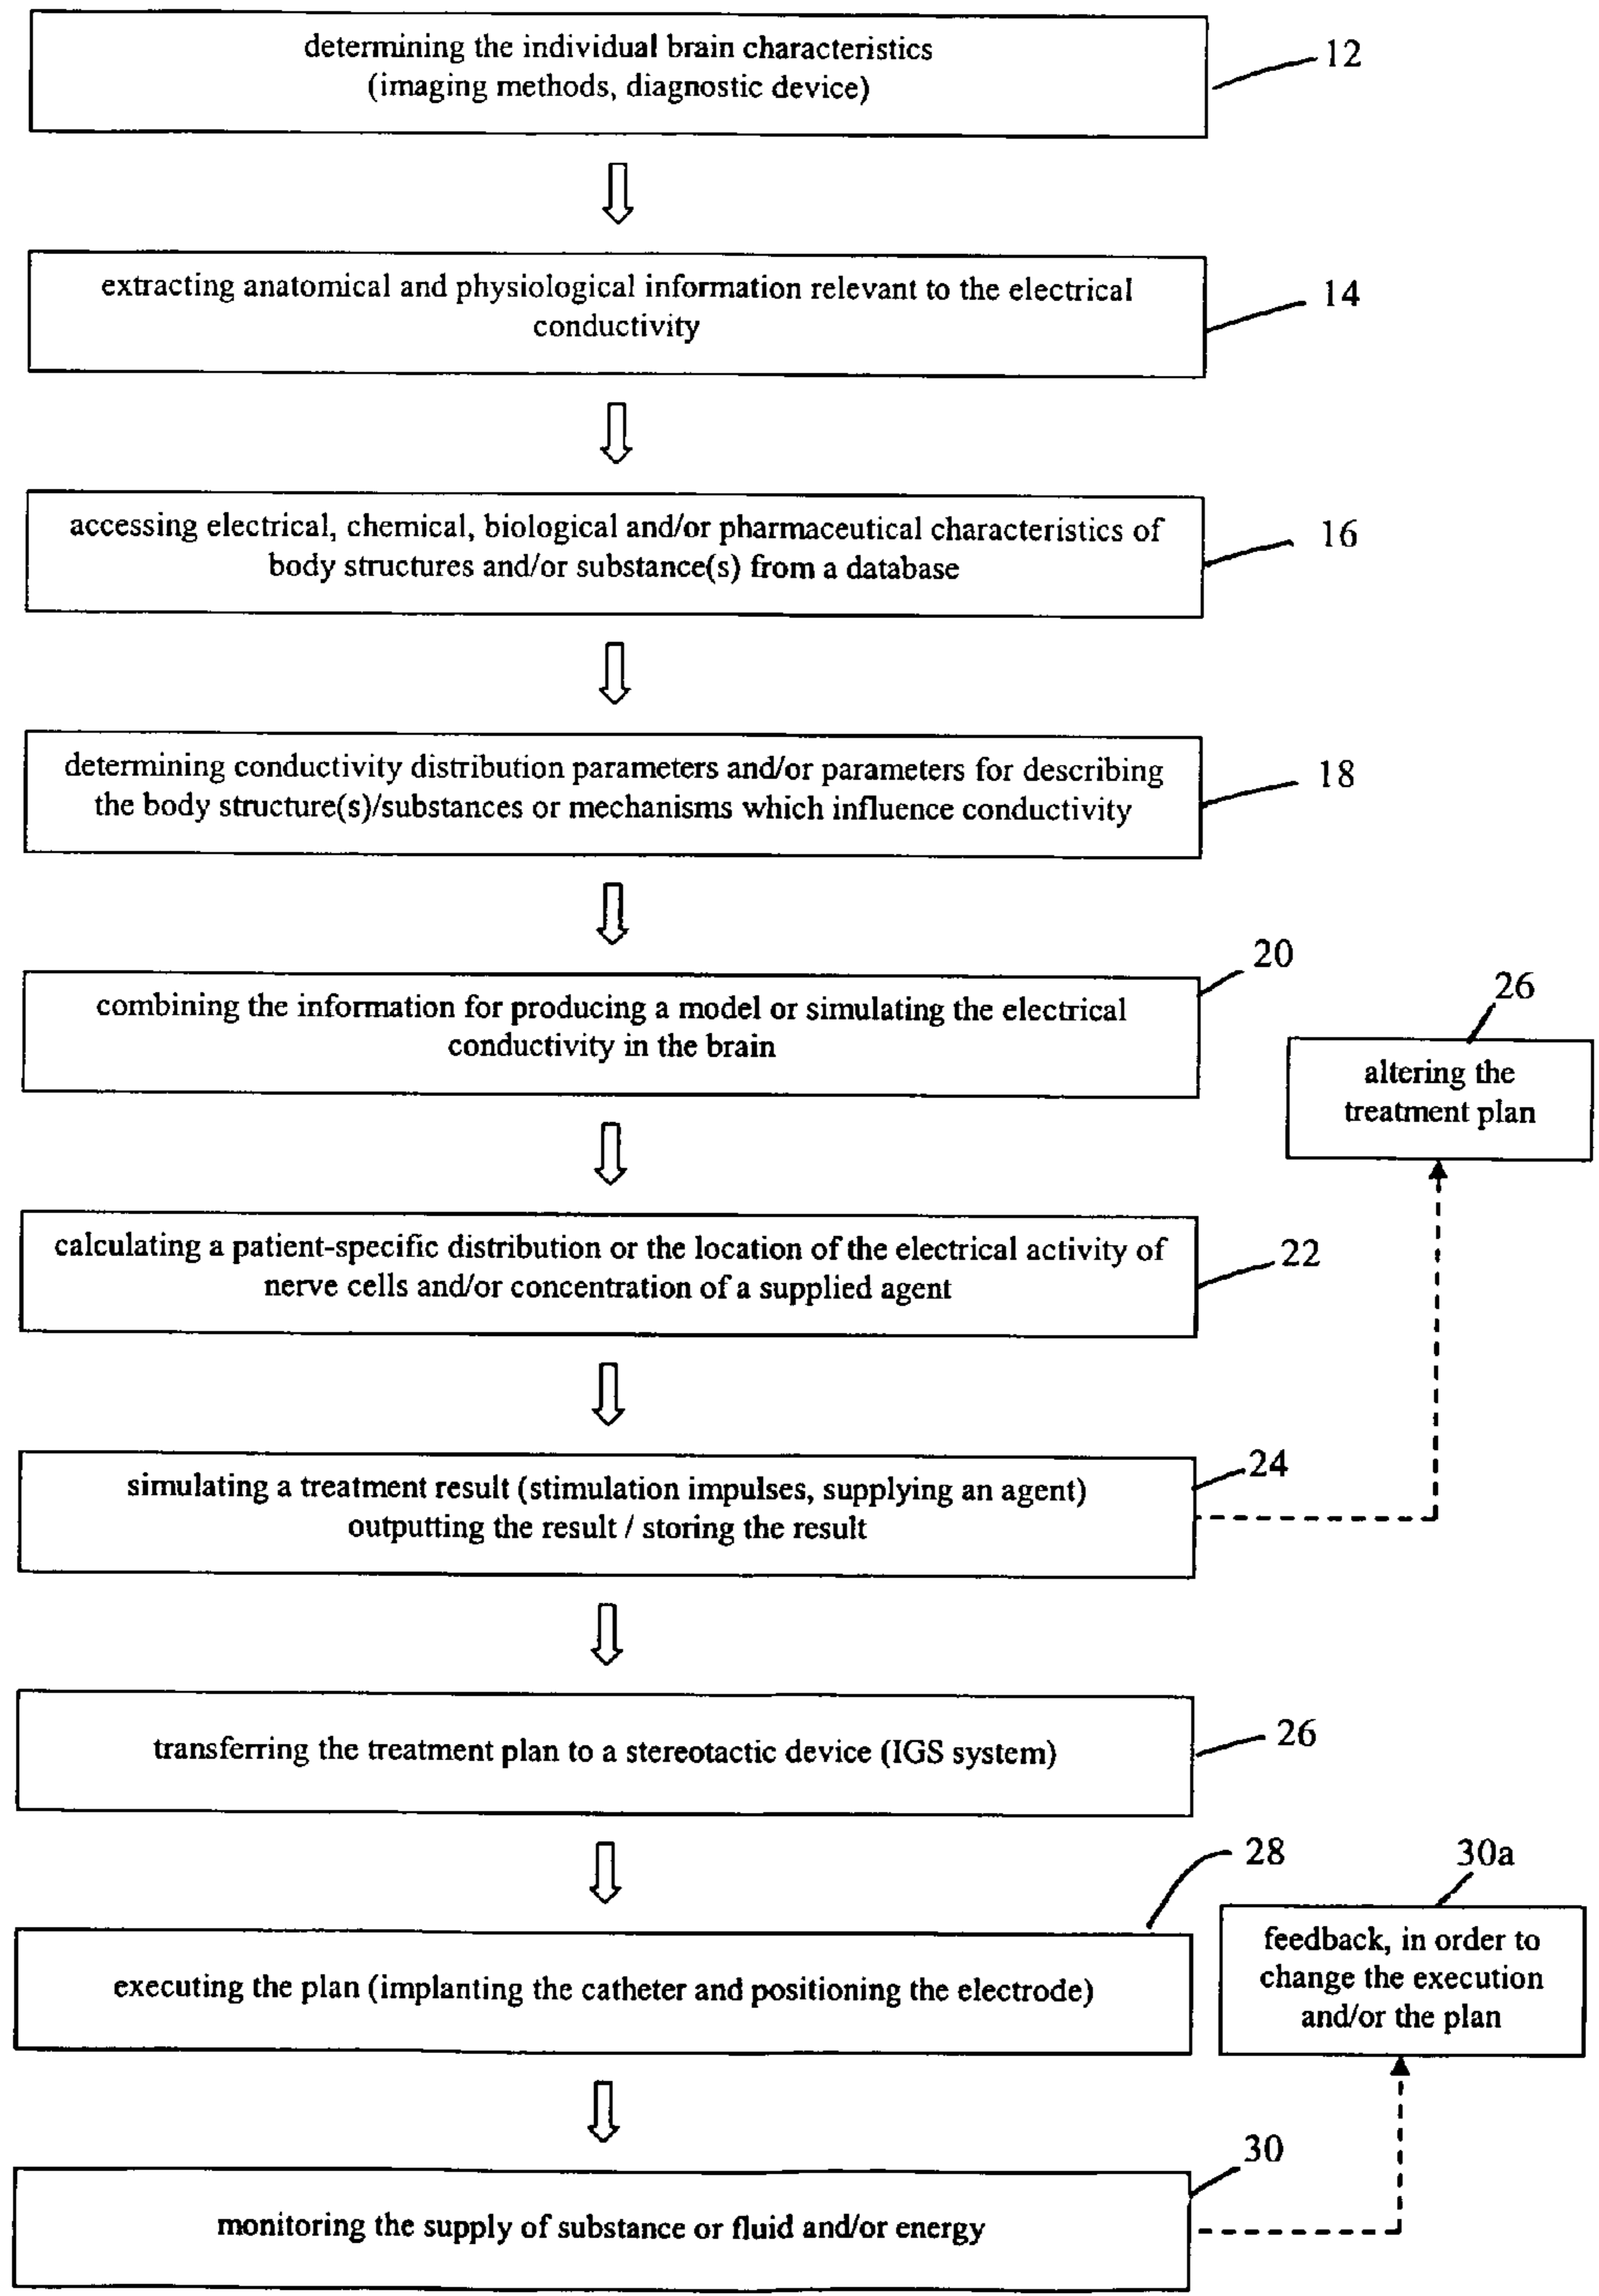 determining the individual brain characteristics
(imaging methods, diagnostic device)
12
extracting anatomical and physiological information relevant to the electrical
conductivity
14
accessing electrical, chemical, biological and/or pharmaceutical characteristics of
body structures and/or substance(s) from a database
16
determining conductivity distribution parameters and/or parameters for describing
the body structure(s)/substances or mechanisms which influence conductivity
18
combining the information for producing a model or simulating the electrical
conductivity in the brain
20
26
altering the
treatment plan
calculating a patient-specific distribution or the location of the electrical activity of
nerve cells and/or concentration of a supplied agent
22
simulating a treatment result (stimulation impulses, supplying an agent)
outputting the result / storing the result
24
transferring the treatment plan to a stereotactic device (IGS system)
26
executing the plan (implanting the catheter and positioning the electrode)
28
30a
feedback, in order to
change the execution
and/or the plan
monitoring the supply of substance or fluid and/or energy
30